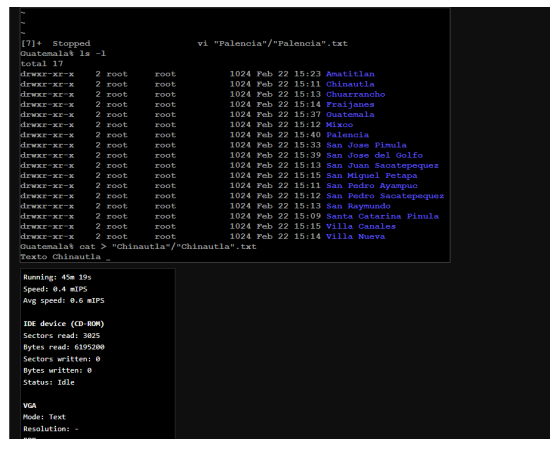 ~
~
~
[7]+  Stopped                 vi "Palencia"/"Palencia".txt
Guatemala% ls -l
total 17
drwxr-xr-x    2 root     root          1024 Feb 22 15:23 Amatitlan
drwxr-xr-x    2 root     root          1024 Feb 22 15:11 Chinautla
drwxr-xr-x    2 root     root          1024 Feb 22 15:13 Chuarrancho
drwxr-xr-x    2 root     root          1024 Feb 22 15:14 Fraijanes
drwxr-xr-x    2 root     root          1024 Feb 22 15:37 Guatemala
drwxr-xr-x    2 root     root          1024 Feb 22 15:12 Mixco
drwxr-xr-x    2 root     root          1024 Feb 22 15:40 Palencia
drwxr-xr-x    2 root     root          1024 Feb 22 15:33 San Jose Pinula
drwxr-xr-x    2 root     root          1024 Feb 22 15:39 San Jose del Golfo
drwxr-xr-x    2 root     root          1024 Feb 22 15:13 San Juan Sacatepequez
drwxr-xr-x    2 root     root          1024 Feb 22 15:15 San Miguel Petapa
drwxr-xr-x    2 root     root          1024 Feb 22 15:11 San Pedro Ayampuc
drwxr-xr-x    2 root     root          1024 Feb 22 15:12 San Pedro Sacatepequez
drwxr-xr-x    2 root     root          1024 Feb 22 15:13 San Raymundo
drwxr-xr-x    2 root     root          1024 Feb 22 15:09 Santa Catarina Pinula
drwxr-xr-x    2 root     root          1024 Feb 22 15:15 Villa Canales
drwxr-xr-x    2 root     root          1024 Feb 22 15:14 Villa Nueva
Guatemala% cat > "Chinautla"/"Chinautla".txt
Texto Chinautla _
Running: 45m 19s
Speed: 0.4 mIPS
Avg speed: 0.6 mIPS
IDE device (CD-ROM)
Sectors read: 3025
Bytes read: 6195200
Sectors written: 0
Bytes written: 0
Status: Idle
VGA
Mode: Text
Resolution: -